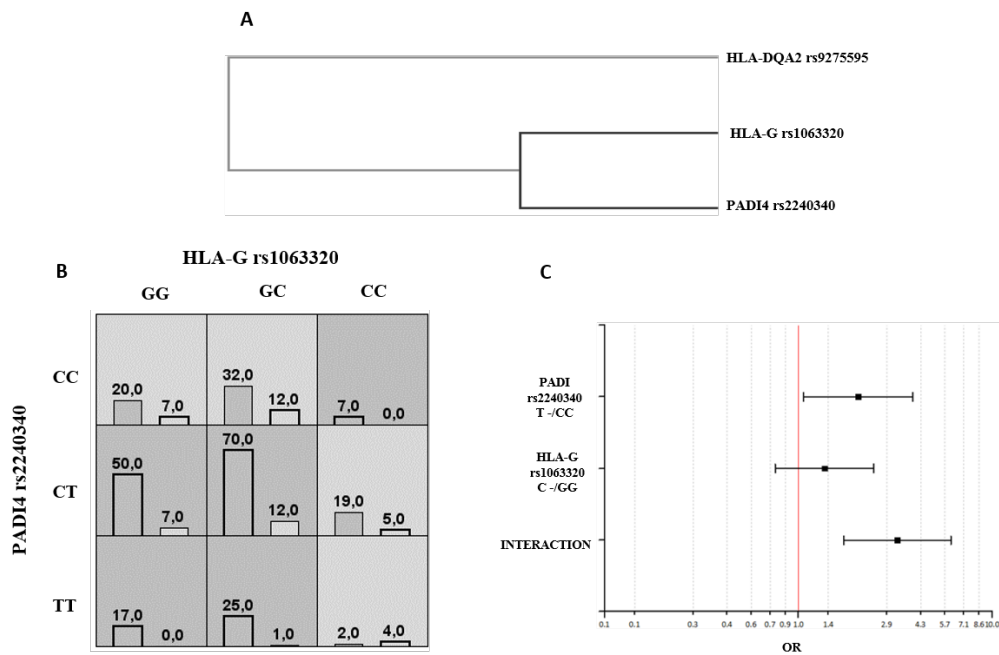 A
HLA-DQA2 rs9275595
HLA-G rs1063320
PADI4 rs2240340
B
HLA-G rs1063320
GG GC CC
PADI4 rs2240340
CC
20,0 7,0 32,0 12,0 7,0 0,0
CT
50,0 7,0 70,0 12,0 19,0 5,0
TT
17,0 0,0 25,0 1,0 2,0 4,0
C
PADI
rs2240340
T -/CC
HLA-G
rs1063320
C -/GG
INTERACTION
0.1 0.1 0.3 0.4 0.6 0.7 0.9 1.0 1.4 2.9 4.3 5.7 7.1 8.6 10.0
OR